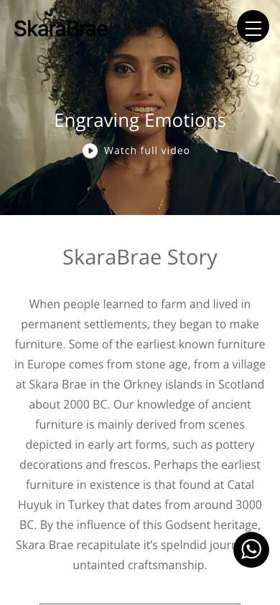 SkaraBrae
Engraving Emotions
Watch full video
SkaraBrae Story
When people learned to farm and lived in
permanent settlements, they began to make
furniture. Some of the earliest known furniture
in Europe comes from stone age, from a village
at Skara Brae in the Orkney islands in Scotland
about 2000 BC. Our knowledge of ancient
furniture is mainly derived from scenes
depicted in early art forms, such as pottery
decorations and frescos. Perhaps the earliest
furniture in existence is that found at Catal
Huyuk in Turkey that dates from around 3000
BC. By the influence of this Godsent heritage,
Skara Brae recapitulate it's spelndid jour
untainted craftsmanship.